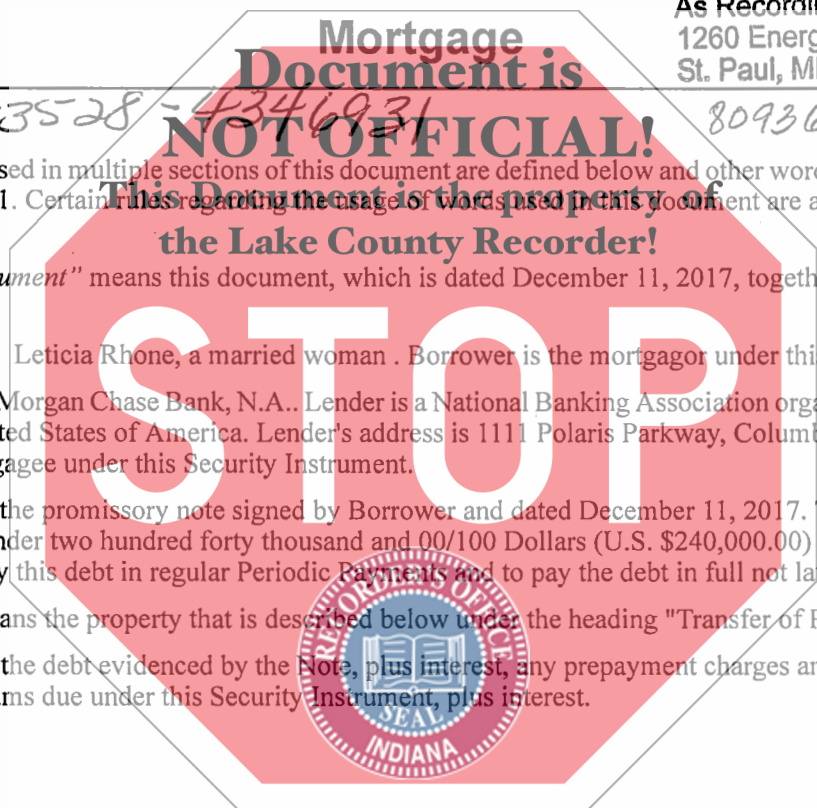 As Recordi
Mortgage
1260 Energ
St. Paul, M
Document is
3528-4346931
80936
NOT OFFICIAL!
sed in multiple sections of this document are defined below and other word
This Document is the property of
1. Certain rules regarding the usage of words used in this document are a
the Lake County Recorder!
ument" means this document, which is dated December 11, 2017, togeth
STOP
Leticia Rhone, a married woman . Borrower is the mortgagor under thi
Morgan Chase Bank, N.A.. Lender is a National Banking Association orga
ted States of America. Lender's address is 1111 Polaris Parkway, Columb
gagee under this Security Instrument.
the promissory note signed by Borrower and dated December 11, 2017.
nder two hundred forty thousand and 00/100 Dollars (U.S. $240,000.00)
y this debt in regular Periodic Payments and to pay the debt in full not la
ans the property that is described below under the heading "Transfer of
the debt evidenced by the Note, plus interest, any prepayment charges an
ms due under this Security Instrument, plus interest.
RECORDER'S OFFICE
SEAL
INDIANA